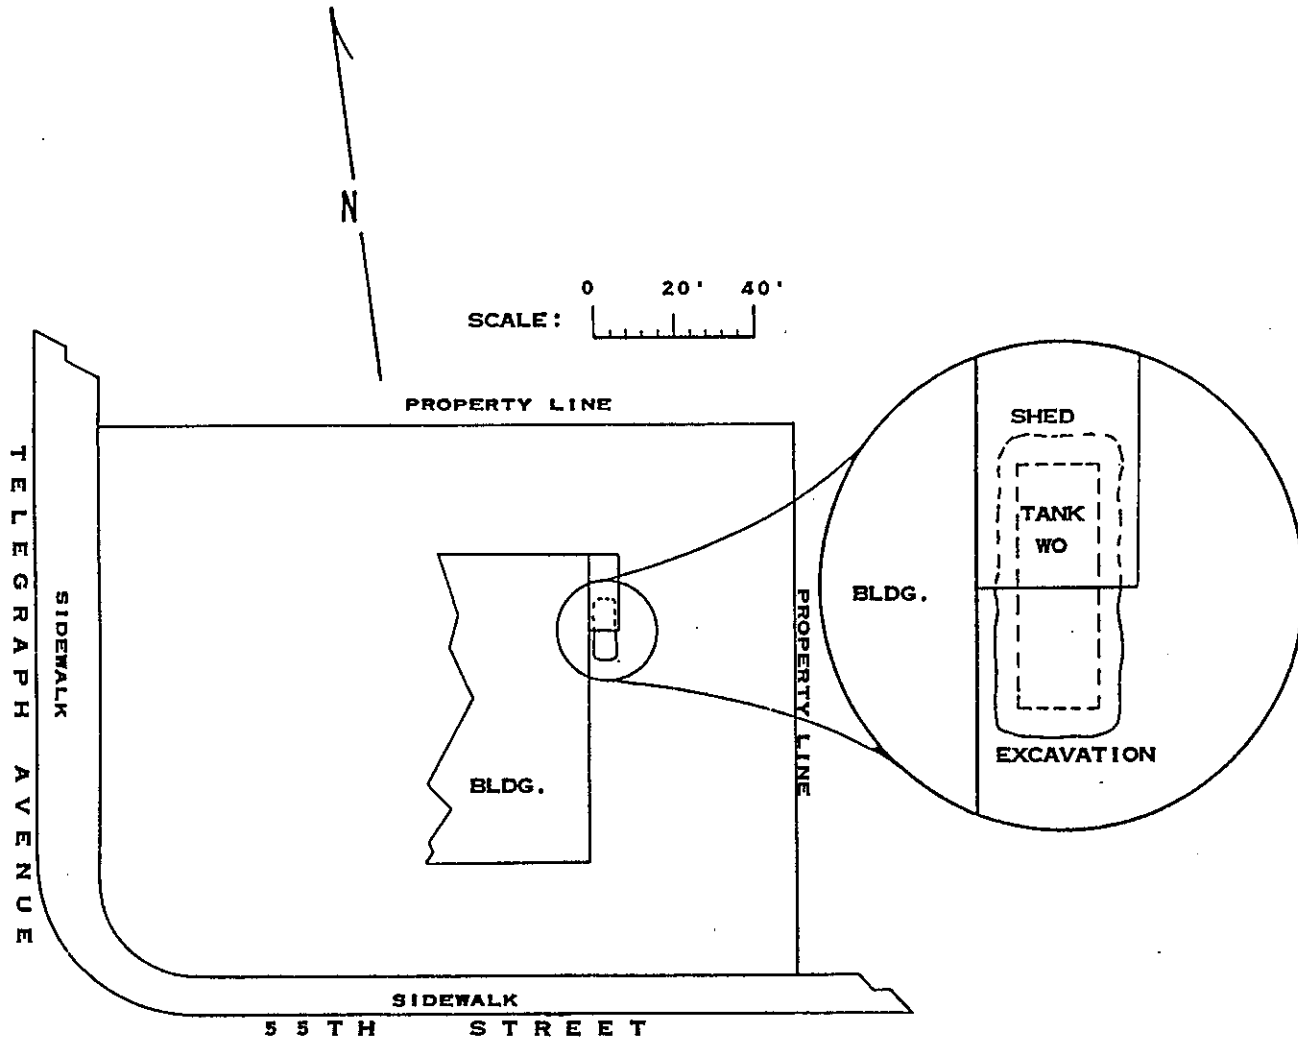 N
0 20' 40'
SCALE:
PROPERTY LINE
TELEGRAPH AVENUE
SIDEWALK
BLDG.
PROPERTY LINE
SHED
TANK
WO
BLDG.
EXCAVATION
SIDEWALK
55TH STREET